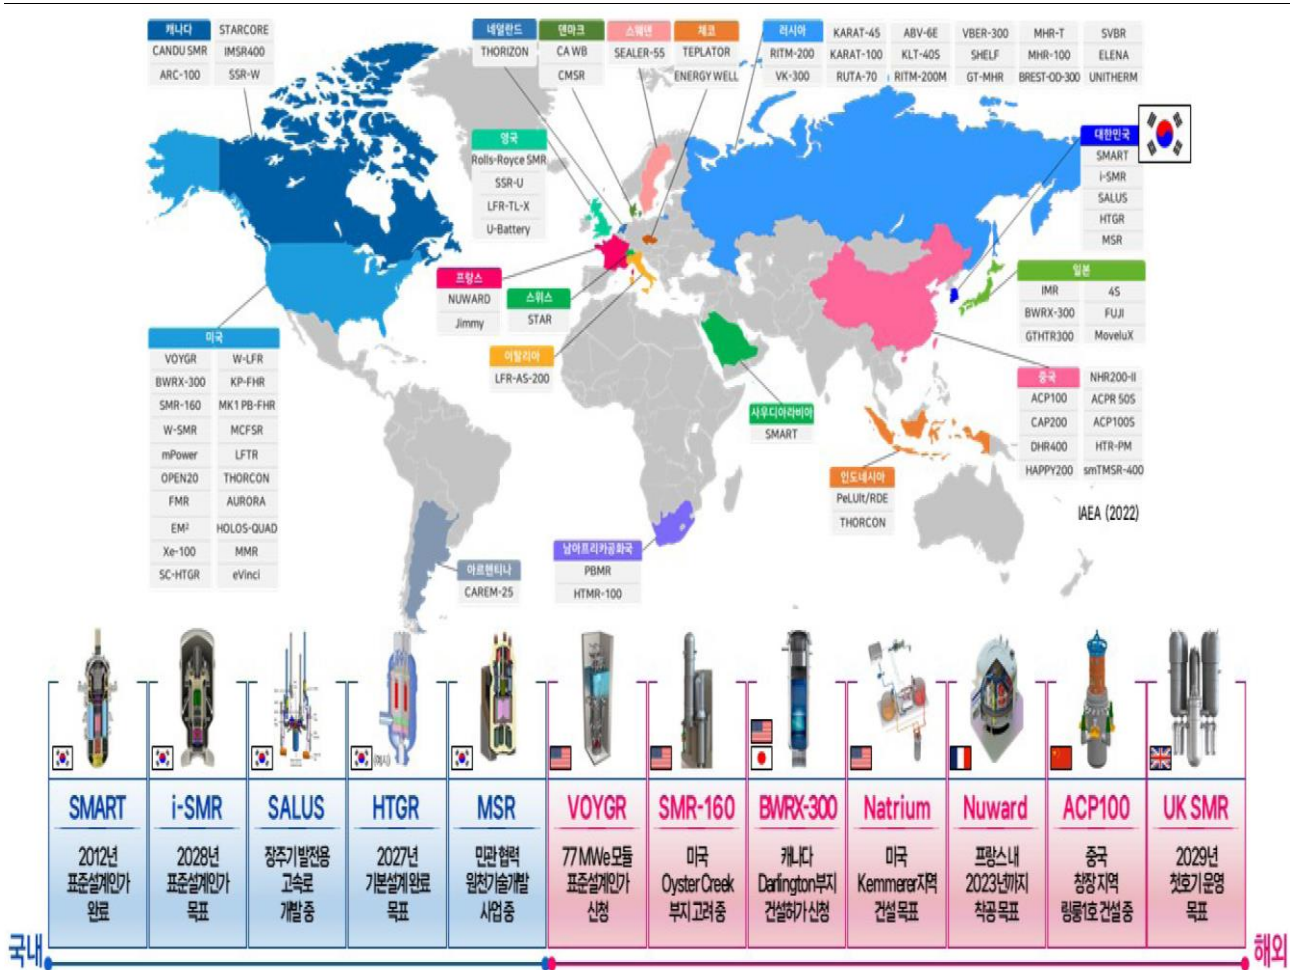 캐나다
STARCORE
CANDU SMR
IMSR400
ARC-100
SSR-W
네덜란드
THORIZON
덴마크
CA WB
CMSR
스웨덴
SEALER-55
체코
TEPLATOR
ENERGY WELL
러시아
KARAT-45
ABV-6E
VBER-300
MHR-T
SVBR
RITM-200
KARAT-100
KLT-40S
SHELF
MHR-100
ELENA
VK-300
RUTA-70
RITM-200M
GT-MHR
BREST-OD-300
UNITHERM
영국
Rolls-Royce SMR
SSR-U
LFR-TL-X
U-Battery
대한민국
SMART
i-SMR
SALUS
HTGR
MSR
프랑스
NUWARD
Jimmy
스위스
STAR
이탈리아
LFR-AS-200
일본
IMR
4S
BWRX-300
FUJI
GTHTR300
MoveluX
미국
VOYGR
W-LFR
BWRX-300
KP-FHR
SMR-160
MK1 PB-FHR
W-SMR
MCFSR
mPower
LFTR
OPEN20
THORCON
FMR
AURORA
EM²
HOLOS-QUAD
Xe-100
MMR
SC-HTGR
eVinci
중국
NHR200-II
ACP100
ACPR 50S
CAP200
ACP100S
DHR400
HTR-PM
HAPPY200
smTMSR-400
사우디아라비아
SMART
인도네시아
PeLUIt/RDE
THORCON
IAEA (2022)
남아프리카공화국
PBMR
HTMR-100
아르헨티나
CAREM-25
(예시)
SMART
2012년
표준설계인가
완료
i-SMR
2028년
표준설계인가
목표
SALUS
장주기 발전용
고속로
개발 중
HTGR
2027년
기본설계 완료
목표
MSR
민관 협력
원천기술개발
사업 중
VOYGR
77 MWe 모듈
표준설계인가
신청
SMR-160
미국
Oyster Creek
부지 고려 중
BWRX-300
캐나다
Darlington부지
건설허가 신청
Natrium
미국
Kemmerer지역
건설 목표
Nuward
프랑스 내
2023년까지
착공 목표
ACP100
중국
창장 지역
링룽1호 건설 중
UK SMR
2029년
첫호기 운영
목표
국내
해외